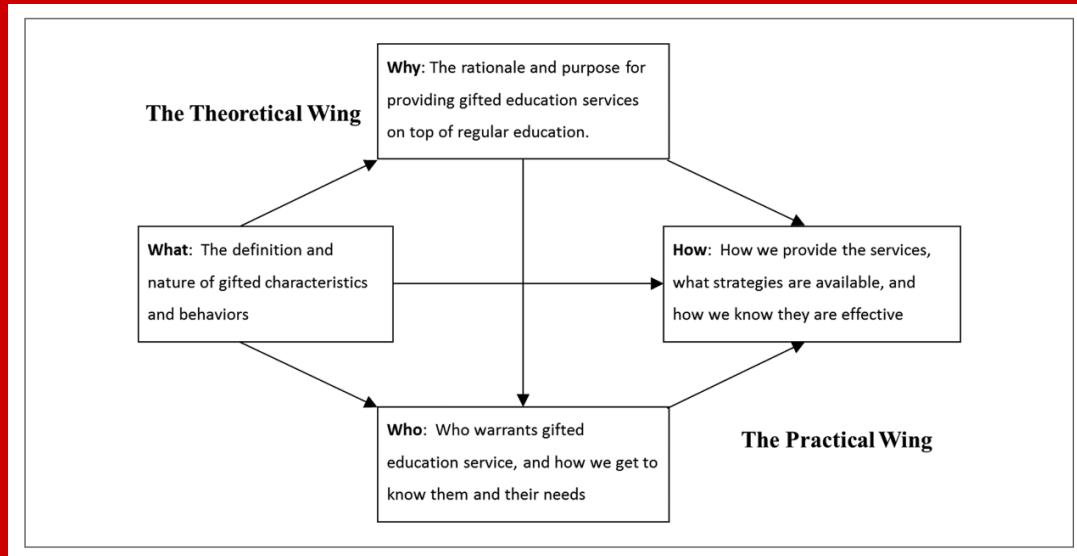 Why: The rationale and purpose for
providing gifted education services
on top of regular education.
The Theoretical Wing
What: The definition and
nature of gifted characteristics
and behaviors
How: How we provide the services,
what strategies are available, and
how we know they are effective
Who: Who warrants gifted
education service, and how we get to
know them and their needs
The Practical Wing